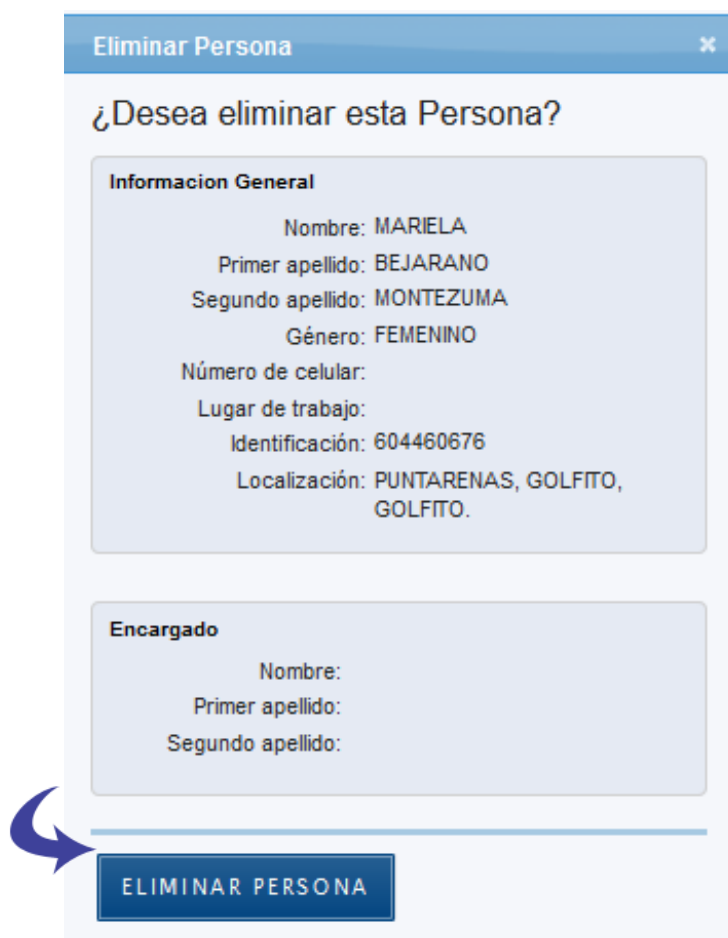 Eliminar Persona
¿Desea eliminar esta Persona?
Informacion General
Nombre: MARIELA
Primer apellido: BEJARANO
Segundo apellido: MONTEZUMA
Género: FEMENINO
Número de celular:
Lugar de trabajo:
Identificación: 604460676
Localización: PUNTARENAS, GOLFITO,
GOLFITO.
Encargado
Nombre:
Primer apellido:
Segundo apellido:
ELIMINAR PERSONA